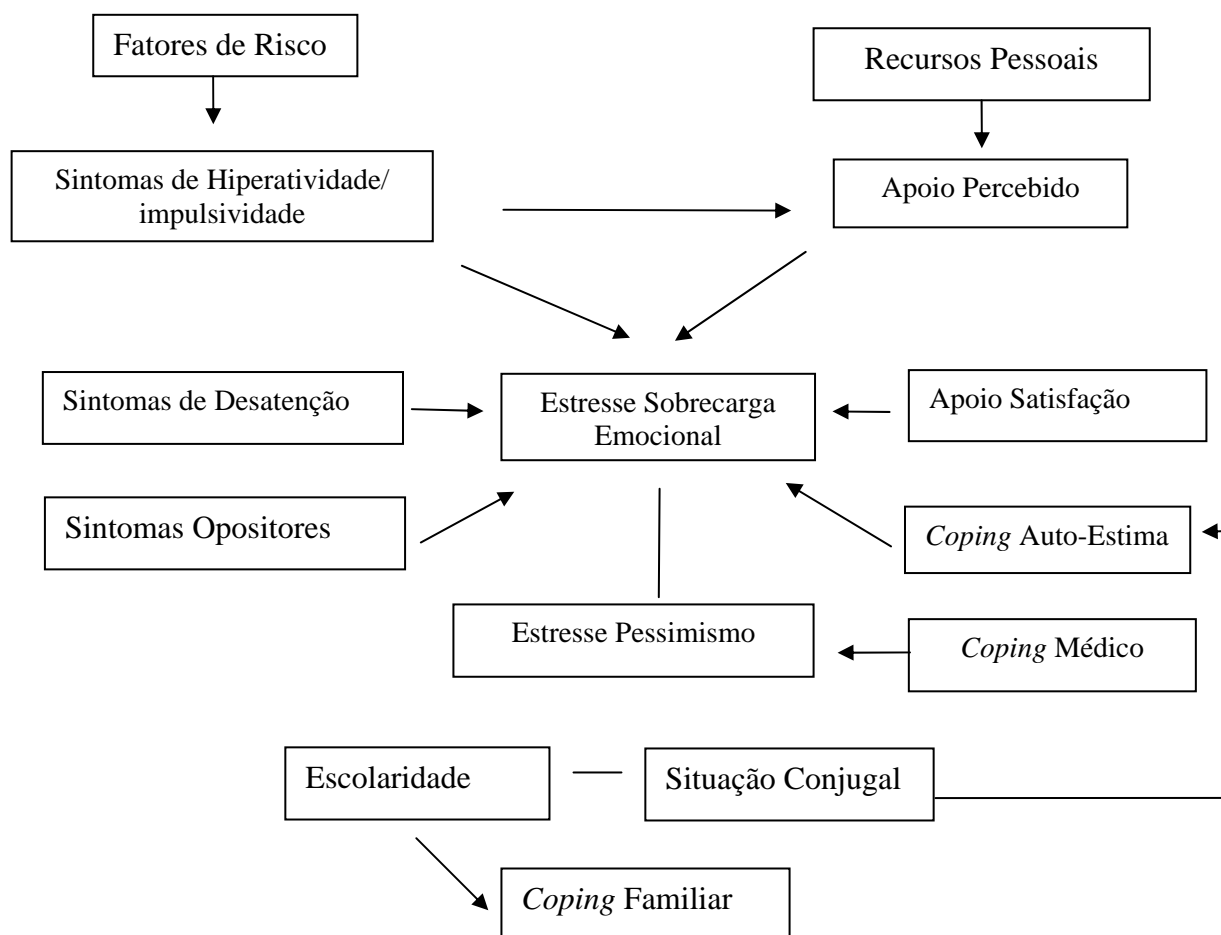 Fatores de Risco
Recursos Pessoais
Sintomas de Hiperatividade/
impulsividade
Apoio Percebido
Sintomas de Desatenção
Estresse Sobrecarga
Emocional
Apoio Satisfação
Sintomas Opositores
Coping Auto-Estima
Estresse Pessimismo
Coping Médico
Escolaridade
Situação Conjugal
Coping Familiar